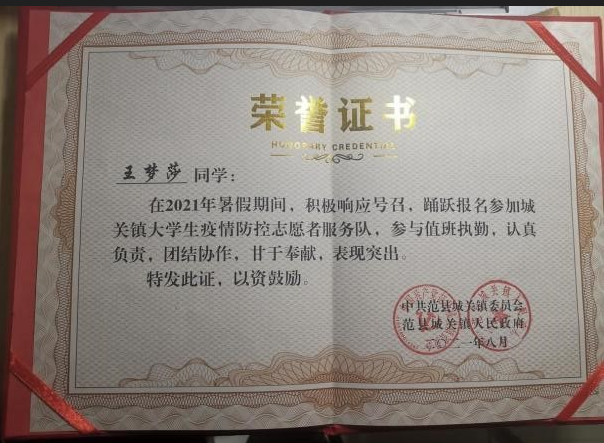 荣誉证书
HONORARY CREDENTIAL
王梦莎 同学：
在2021年暑假期间，积极响应号召，踊跃报名参加城
关镇大学生疫情防控志愿者服务队，参与值班执勤，认真
负责，团结协作，甘于奉献，表现突出。
特发此证，以资鼓励。
中共范县城关镇委员会
范县城关镇人民政府
二一年八月